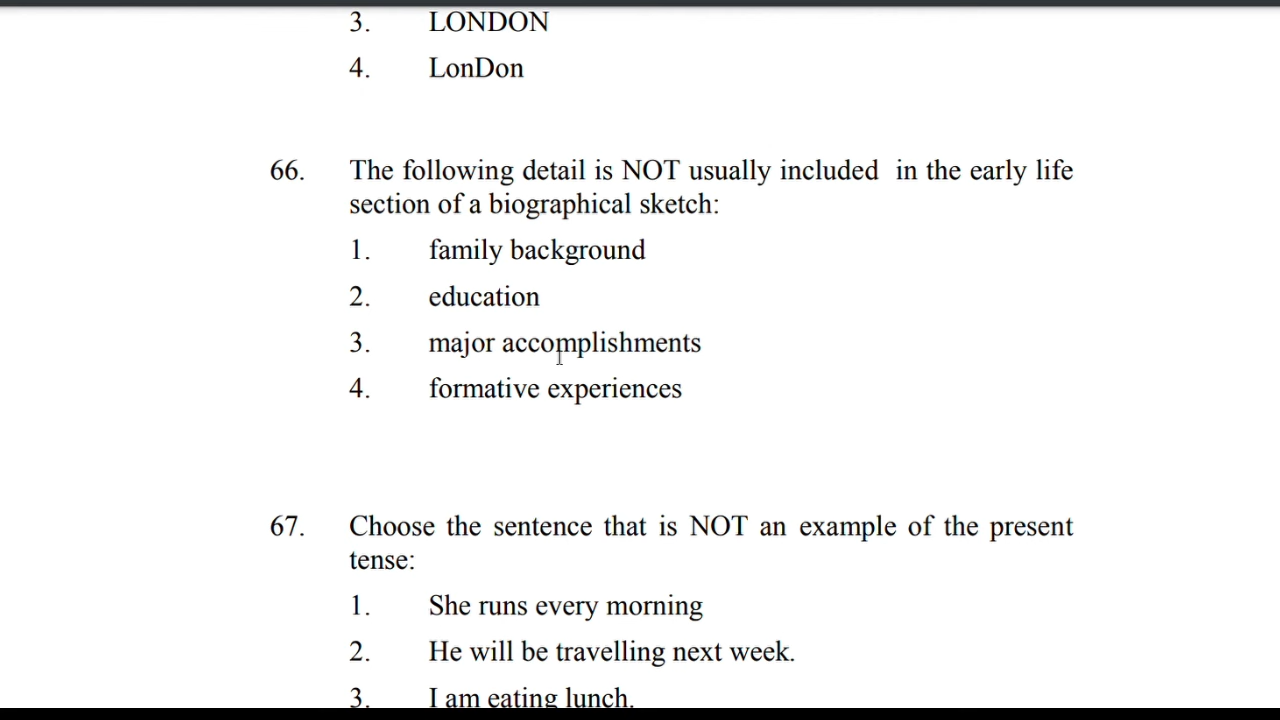 3. LONDON
4. LonDon
66. The following detail is NOT usually included in the early life
section of a biographical sketch:
1. family background
2. education
3. major accomplishments
4. formative experiences
67. Choose the sentence that is NOT an example of the present
tense:
1. She runs every morning
2. He will be travelling next week.
3. I am eating lunch.